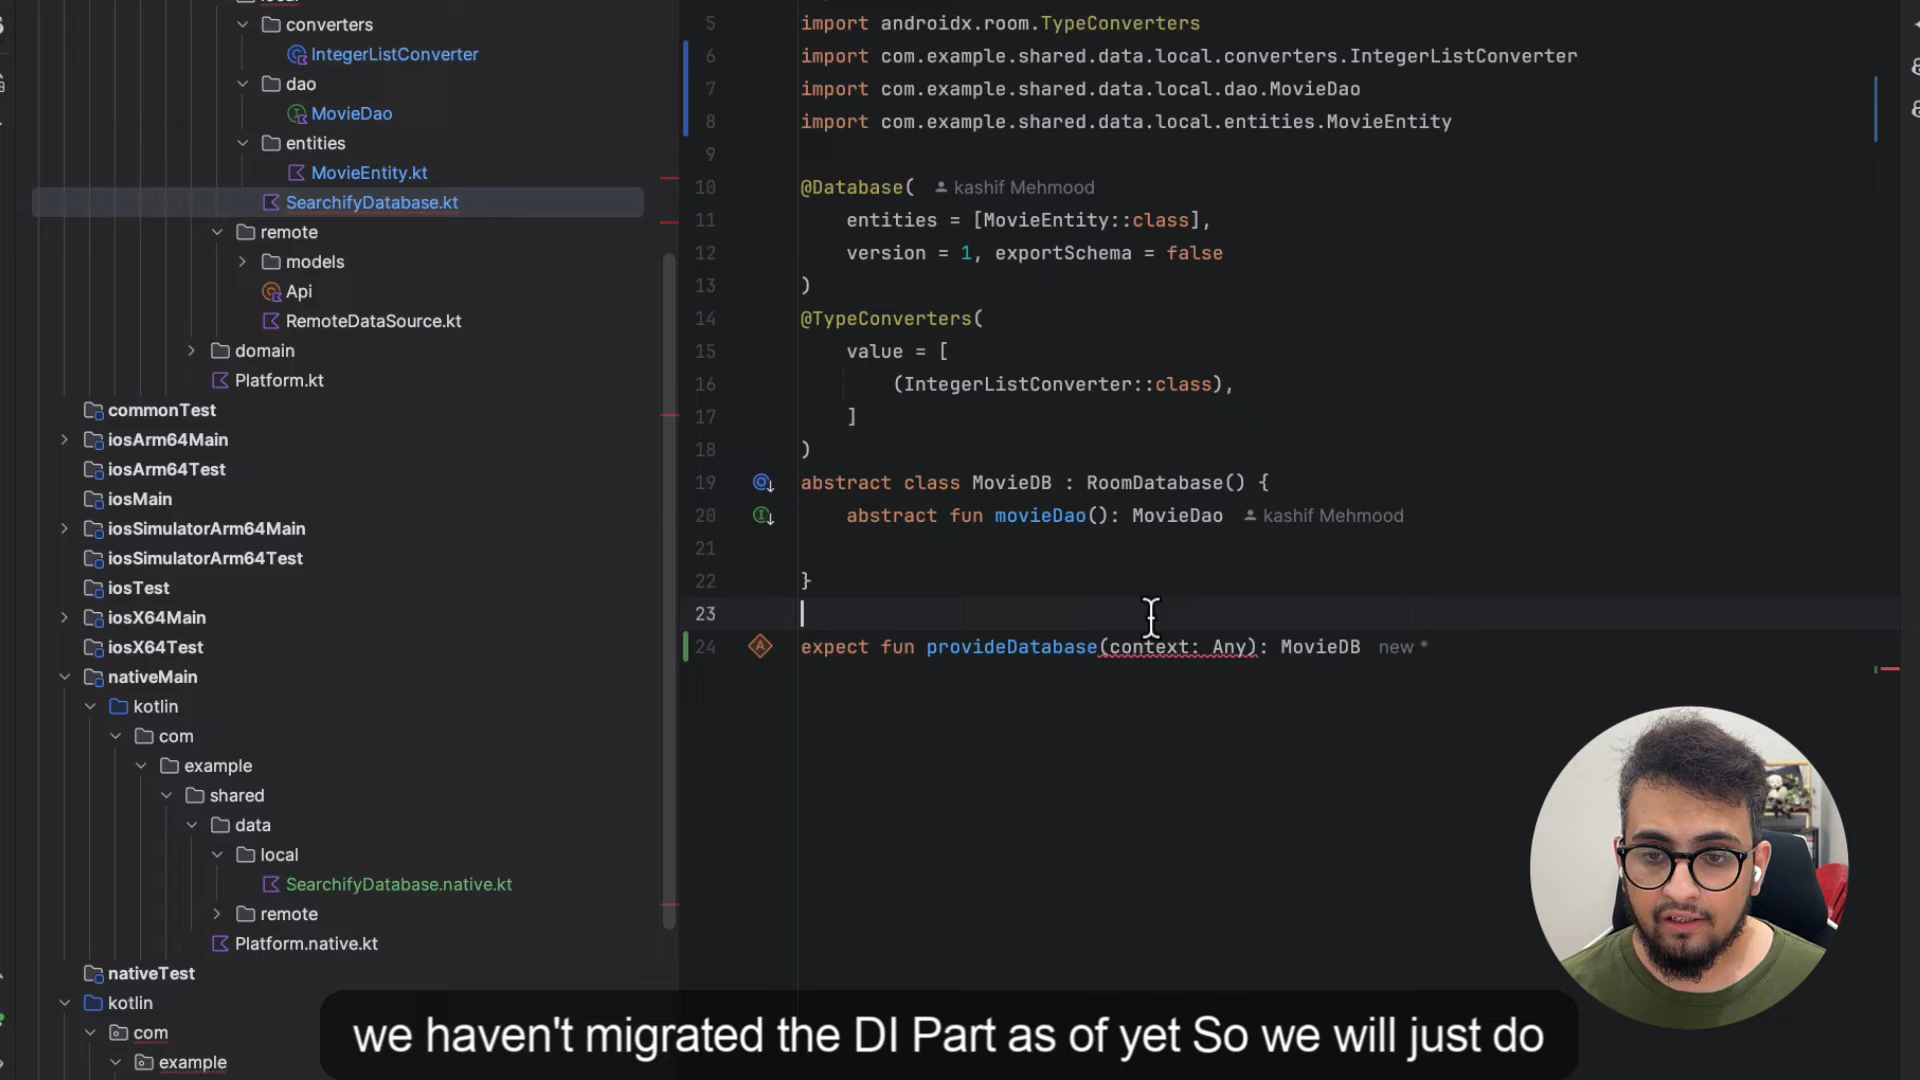 converters
IntegerListConverter
dao
MovieDao
entities
MovieEntity.kt
SearchifyDatabase.kt
remote
models
Api
RemoteDataSource.kt
domain
Platform.kt
commonTest
iosArm64Main
iosArm64Test
iosMain
iosSimulatorArm64Main
iosSimulatorArm64Test
iosTest
iosX64Main
iosX64Test
nativeMain
kotlin
com
example
shared
data
local
SearchifyDatabase.native.kt
remote
Platform.native.kt
nativeTest
kotlin
com
example
5 import androidx.room.TypeConverters
6 import com.example.shared.data.local.converters.IntegerListConverter
7 import com.example.shared.data.local.dao.MovieDao
8 import com.example.shared.data.local.entities.MovieEntity
9
10 @Database( kashif Mehmood
11 entities = [MovieEntity::class],
12 version = 1, exportSchema = false
13 )
14 @TypeConverters(
15 value = [
16 (IntegerListConverter::class),
17 ]
18 )
19 abstract class MovieDB : RoomDatabase() {
20 abstract fun movieDao(): MovieDao kashif Mehmood
21
22 }
23
24 expect fun provideDatabase(context: Any): MovieDB new *
we haven't migrated the DI Part as of yet So we will just do